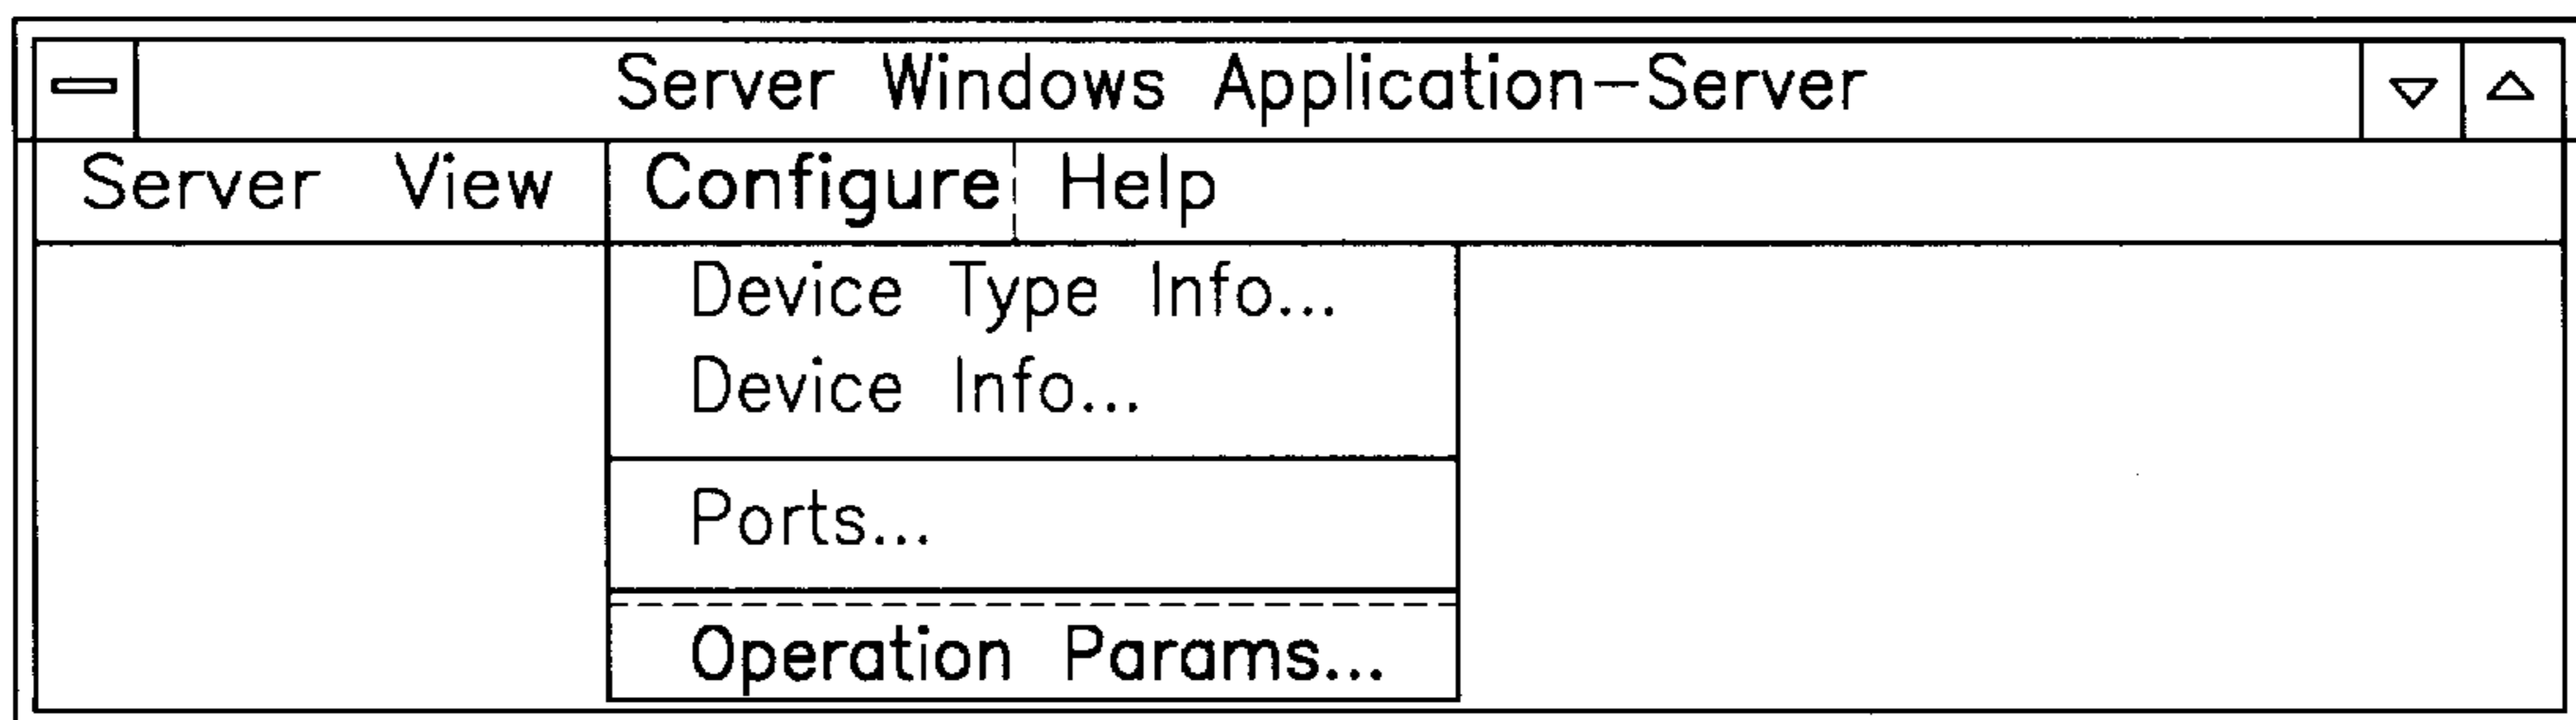 Server Windows Application-Server
Server View Configure Help
Device Type Info...
Device Info...
Ports...
Operation Params...